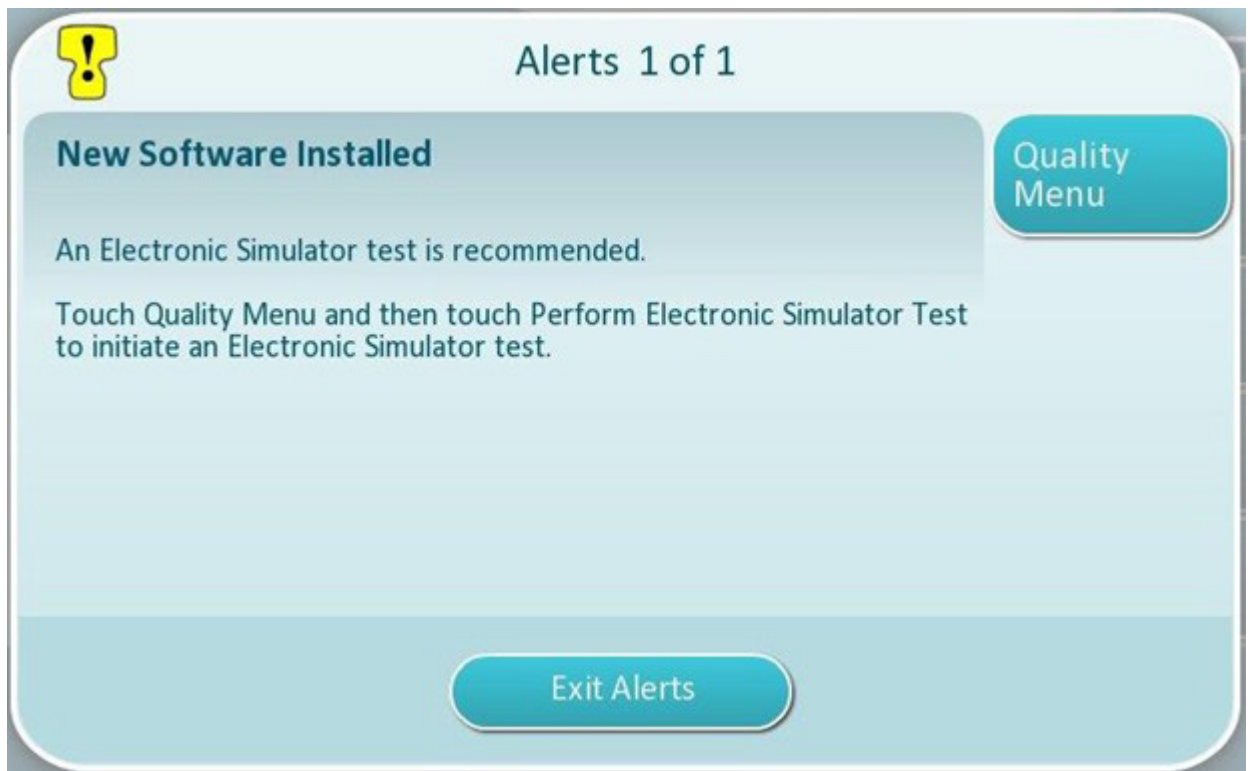 Alerts 1 of 1
New Software Installed
Quality
Menu
An Electronic Simulator test is recommended.
Touch Quality Menu and then touch Perform Electronic Simulator Test
to initiate an Electronic Simulator test.
Exit Alerts